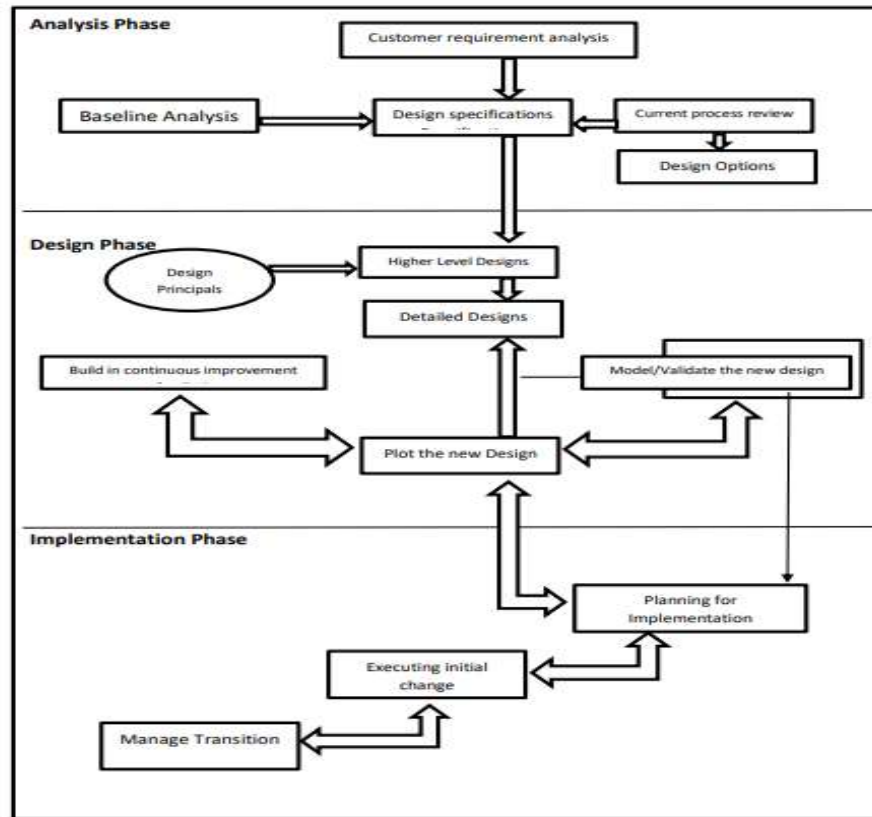 Analysis Phase
Customer requirement analysis
Baseline Analysis
Design specifications
Current process review
Design Options
Design Phase
Design
Principals
Higher Level Designs
Detailed Designs
Build in continuous improvement
Model/Validate the new design
Plot the new Design
Implementation Phase
Planning for
Implementation
Executing initial
change
Manage Transition